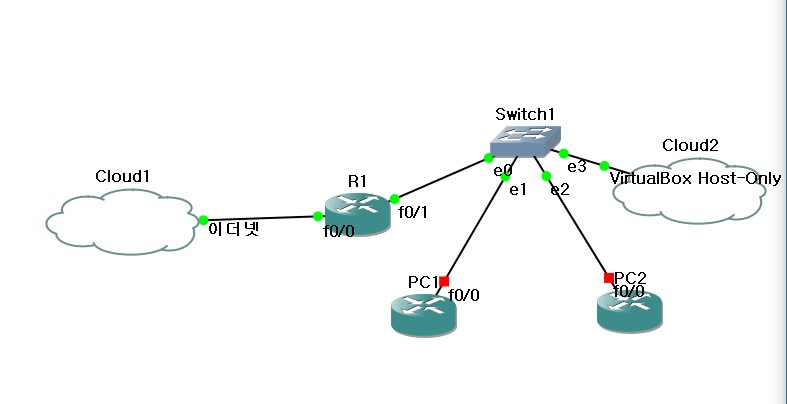 Switch1
Cloud2
Cloud1
R1
e0
e3
VirtualBox Host-Only
e1
e2
f0/1
이더넷
f0/0
PC1
f0/0
PC2
f0/0